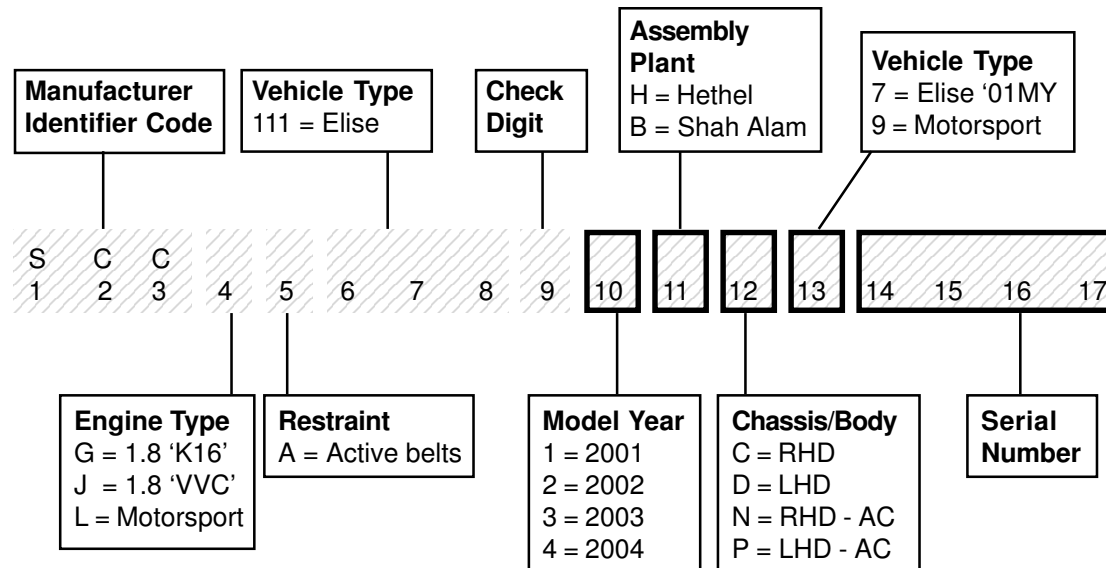 Manufacturer
Identifier Code
Vehicle Type
111 = Elise
Check
Digit
Assembly
Plant
H = Hethel
B = Shah Alam
Vehicle Type
7 = Elise ‘01MY
9 = Motorsport
S C C
1 2 3 4 5 6 7 8 9 10 11 12 13 14 15 16 17
Engine Type
G = 1.8 ‘K16’
J = 1.8 ‘VVC’
L = Motorsport
Restraint
A = Active belts
Model Year
1 = 2001
2 = 2002
3 = 2003
4 = 2004
Chassis/Body
C = RHD
D = LHD
N = RHD - AC
P = LHD - AC
Serial
Number